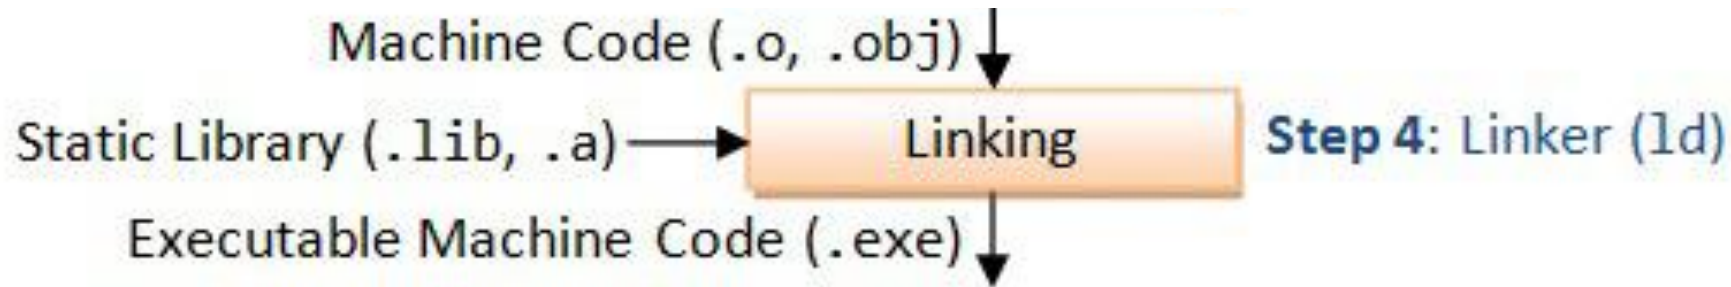 Machine Code (.o, .obj)
Static Library (.lib, .a)
Linking
Step 4: Linker (ld)
Executable Machine Code (.exe)